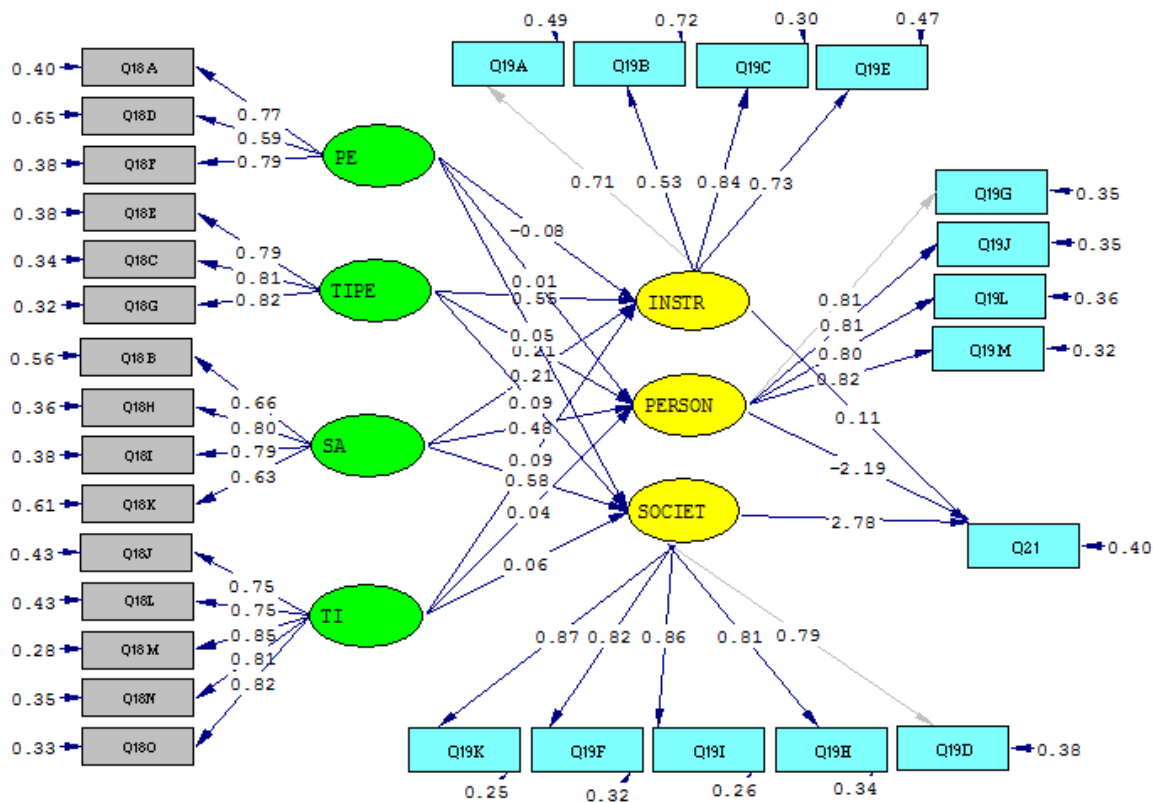 0.49 0.72 0.30 0.47
Q19A Q19B Q19C Q19E
0.40 Q18A
0.65 Q18D
0.38 Q18F
0.38 Q18E
0.34 Q18C
0.32 Q18G
0.56 Q18B
0.36 Q18H
0.38 Q18I
0.61 Q18K
0.43 Q18J
0.43 Q18L
0.28 Q18M
0.35 Q18N
0.33 Q18O
0.77
0.59
0.79
PE
0.79
0.81
0.82
TIPE
0.66
0.80
0.79
0.63
SA
0.75
0.75
0.85
0.81
0.82
TI
-0.08
0.01
0.55
0.05
0.21
0.21
0.09
0.48
0.09
0.58
0.04
0.06
0.71 0.53 0.84 0.73
INSTR
PERSON
SOCIET
0.81
0.81
0.80
0.82
Q19G 0.35
Q19J 0.35
Q19L 0.36
Q19M 0.32
0.11
-2.19
2.78
Q21 0.40
0.87 0.82 0.86 0.81 0.79
Q19K Q19F Q19I Q19H Q19D 0.38
0.25 0.32 0.26 0.34